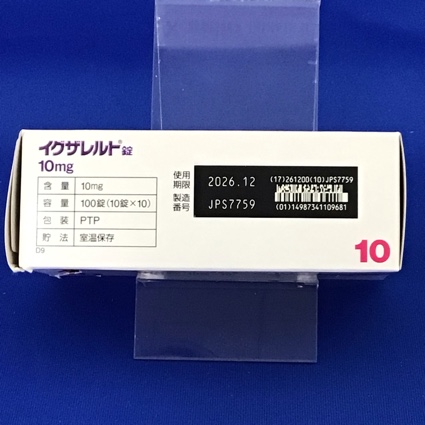 イグザレルト®錠
10mg
含量 10mg
容量 100錠(10錠×10)
包装 PTP
貯法 室温保存
D9
使用期限 2026.12
製造番号 JPS7759
(17)261200(10)JPS7759
(01)14987341109681
10